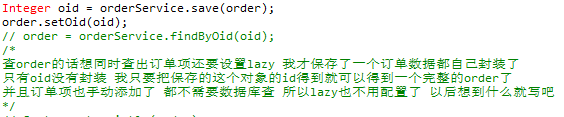 Integer oid = orderService.save(order);
order.setOid(oid);
// order = orderService.findByOid(oid);
/*
查order的话想同时查出订单项还要设置lazy 我才保存了一个订单数据都自己封装了
只有oid没有封装 我只要把保存的这个对象的id得到就可以得到一个完整的order了
并且订单项也手动添加了 都不需要数据库查 所以lazy也不用配置了 以后想到什么就写吧
*/